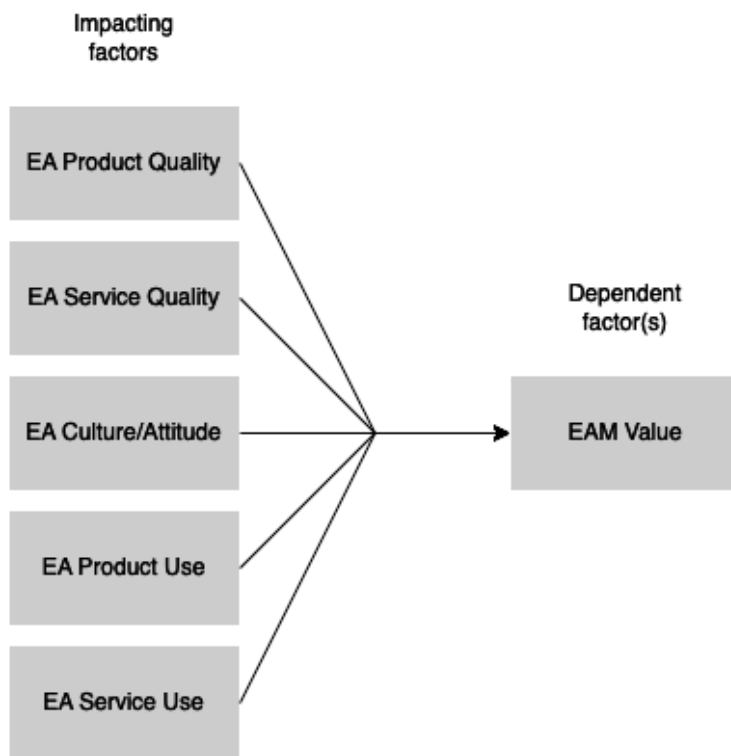 Impacting
factors
EA Product Quality
EA Service Quality
EA Culture/Attitude
EA Product Use
EA Service Use
Dependent
factor(s)
EAM Value